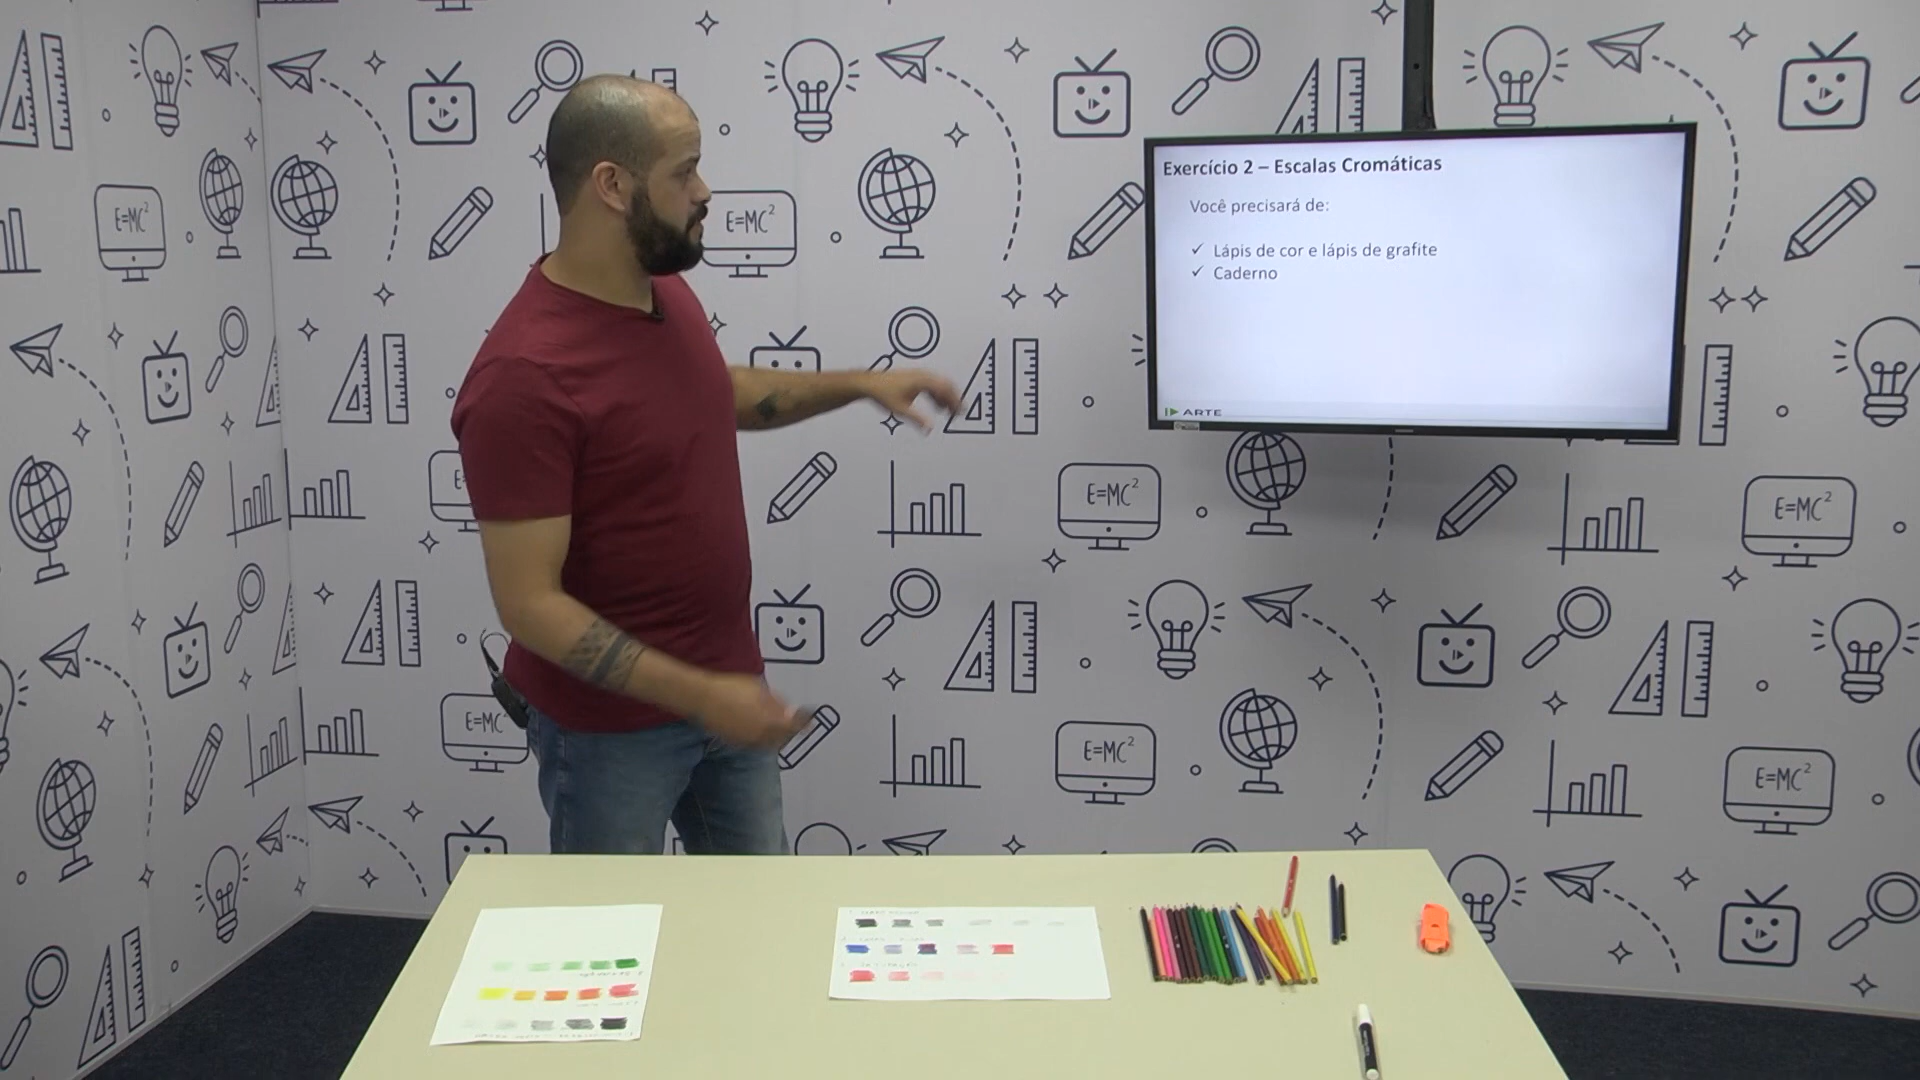 Exercício 2 – Escalas Cromáticas
Você precisará de:
✓ Lápis de cor e lápis de grafite
✓ Caderno
ARTE
E=MC²
E=MC²
E=
E=MC²
E=MC²
E=MC
E=MC²
E=MC²